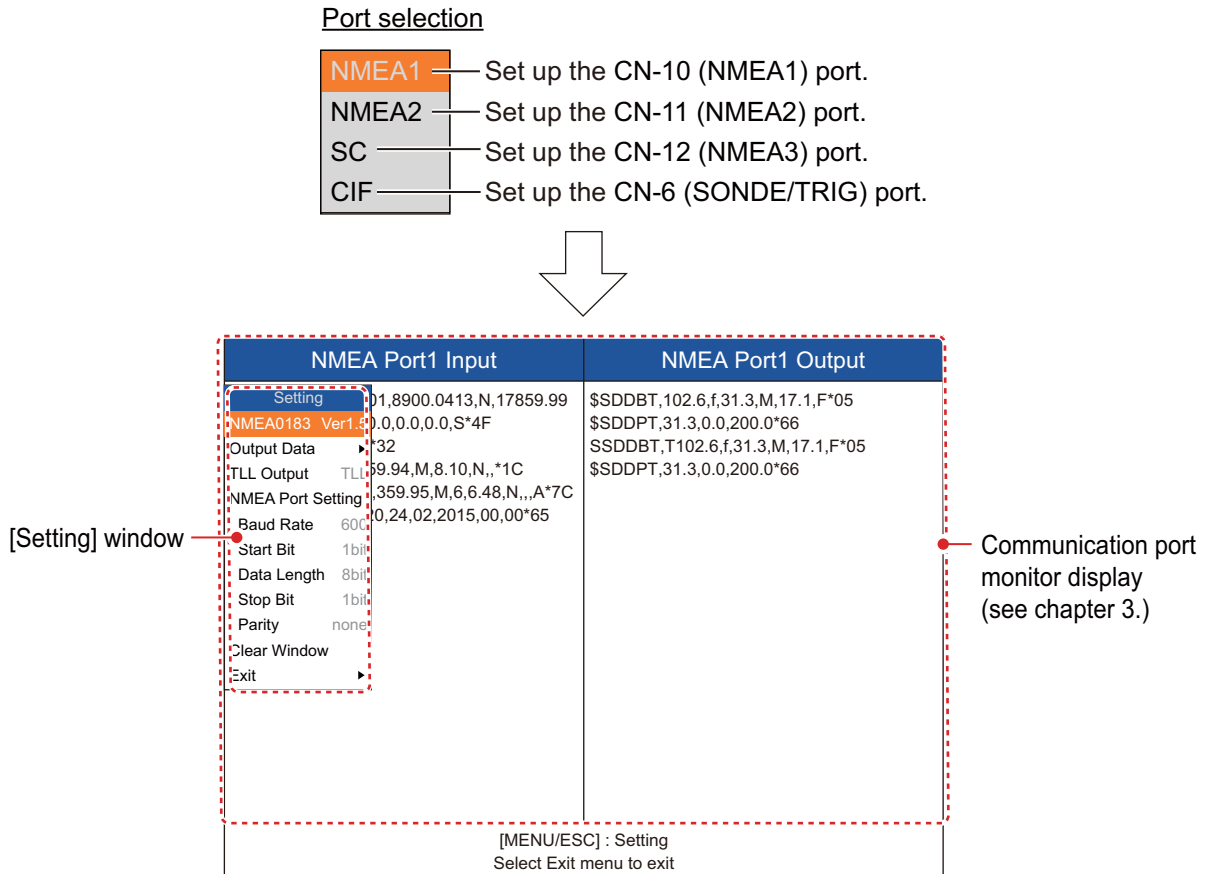 Port selection
NMEA1 Set up the CN-10 (NMEA1) port.
NMEA2 Set up the CN-11 (NMEA2) port.
SC Set up the CN-12 (NMEA3) port.
CIF Set up the CN-6 (SONDE/TRIG) port.
NMEA Port1 Input
NMEA Port1 Output
Setting
NMEA0183 Ver1.5
Output Data
TLL Output TLL
NMEA Port Setting
Baud Rate 600
Start Bit 1bit
Data Length 8bit
Stop Bit 1bit
Parity none
Clear Window
Exit
01,8900.0413,N,17859.99
0.0,0.0,0.0,S*4F
*32
59.94,M,8.10,N,,*1C
,359.95,M,6,6.48,N,,,A*7C
20,24,02,2015,00,00*65
$SDDBT,102.6,f,31.3,M,17.1,F*05
$SDDPT,31.3,0.0,200.0*66
SSDDBT,T102.6,f,31.3,M,17.1,F*05
$SDDPT,31.3,0.0,200.0*66
[Setting] window
Communication port
monitor display
(see chapter 3.)
[MENU/ESC] : Setting
Select Exit menu to exit